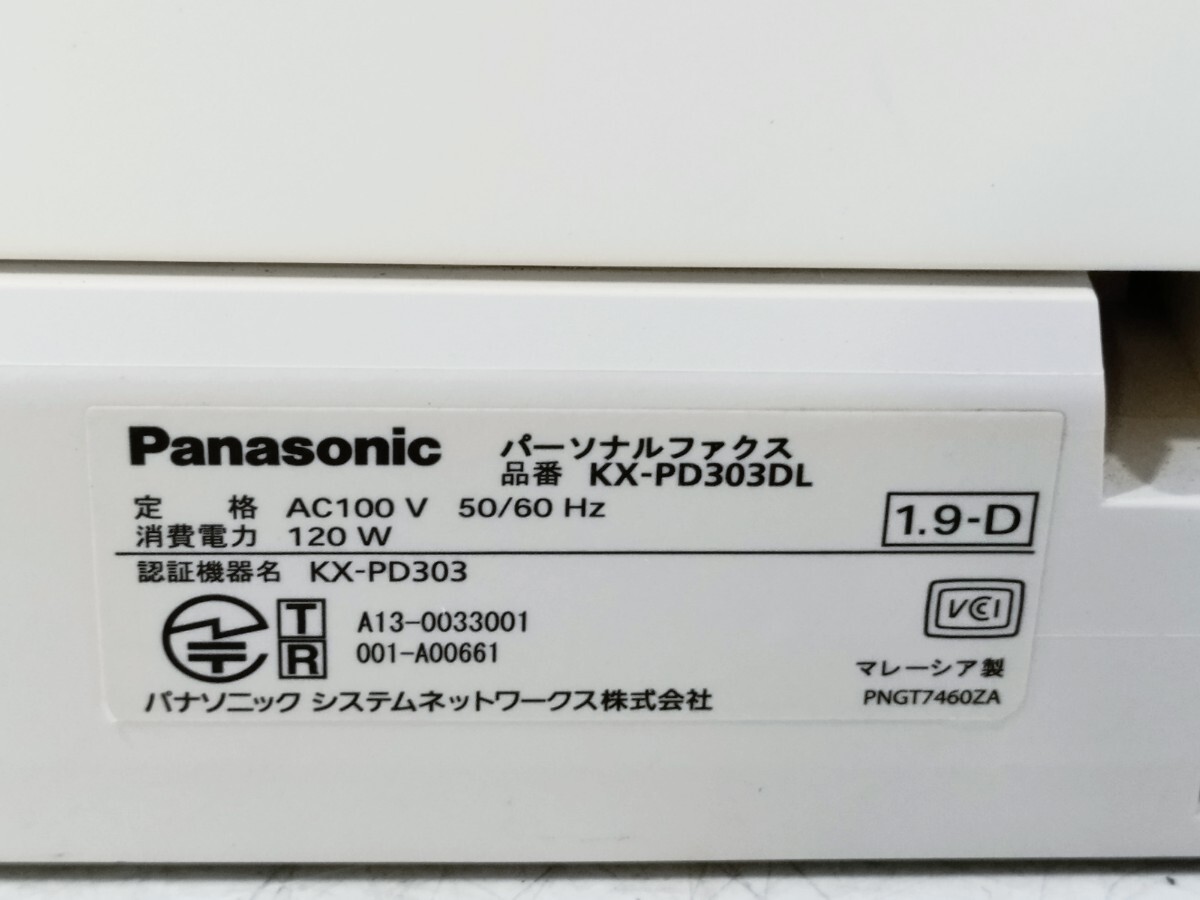 Panasonic パーソナルファクス
品番 KX-PD303DL
定 格 AC100 V 50/60 Hz
消費電力 120 W
1.9-D
認証機器名 KX-PD303
T A13-0033001
R 001-A00661
VCCI
マレーシア製
パナソニック システムネットワークス株式会社
PNGT7460ZA